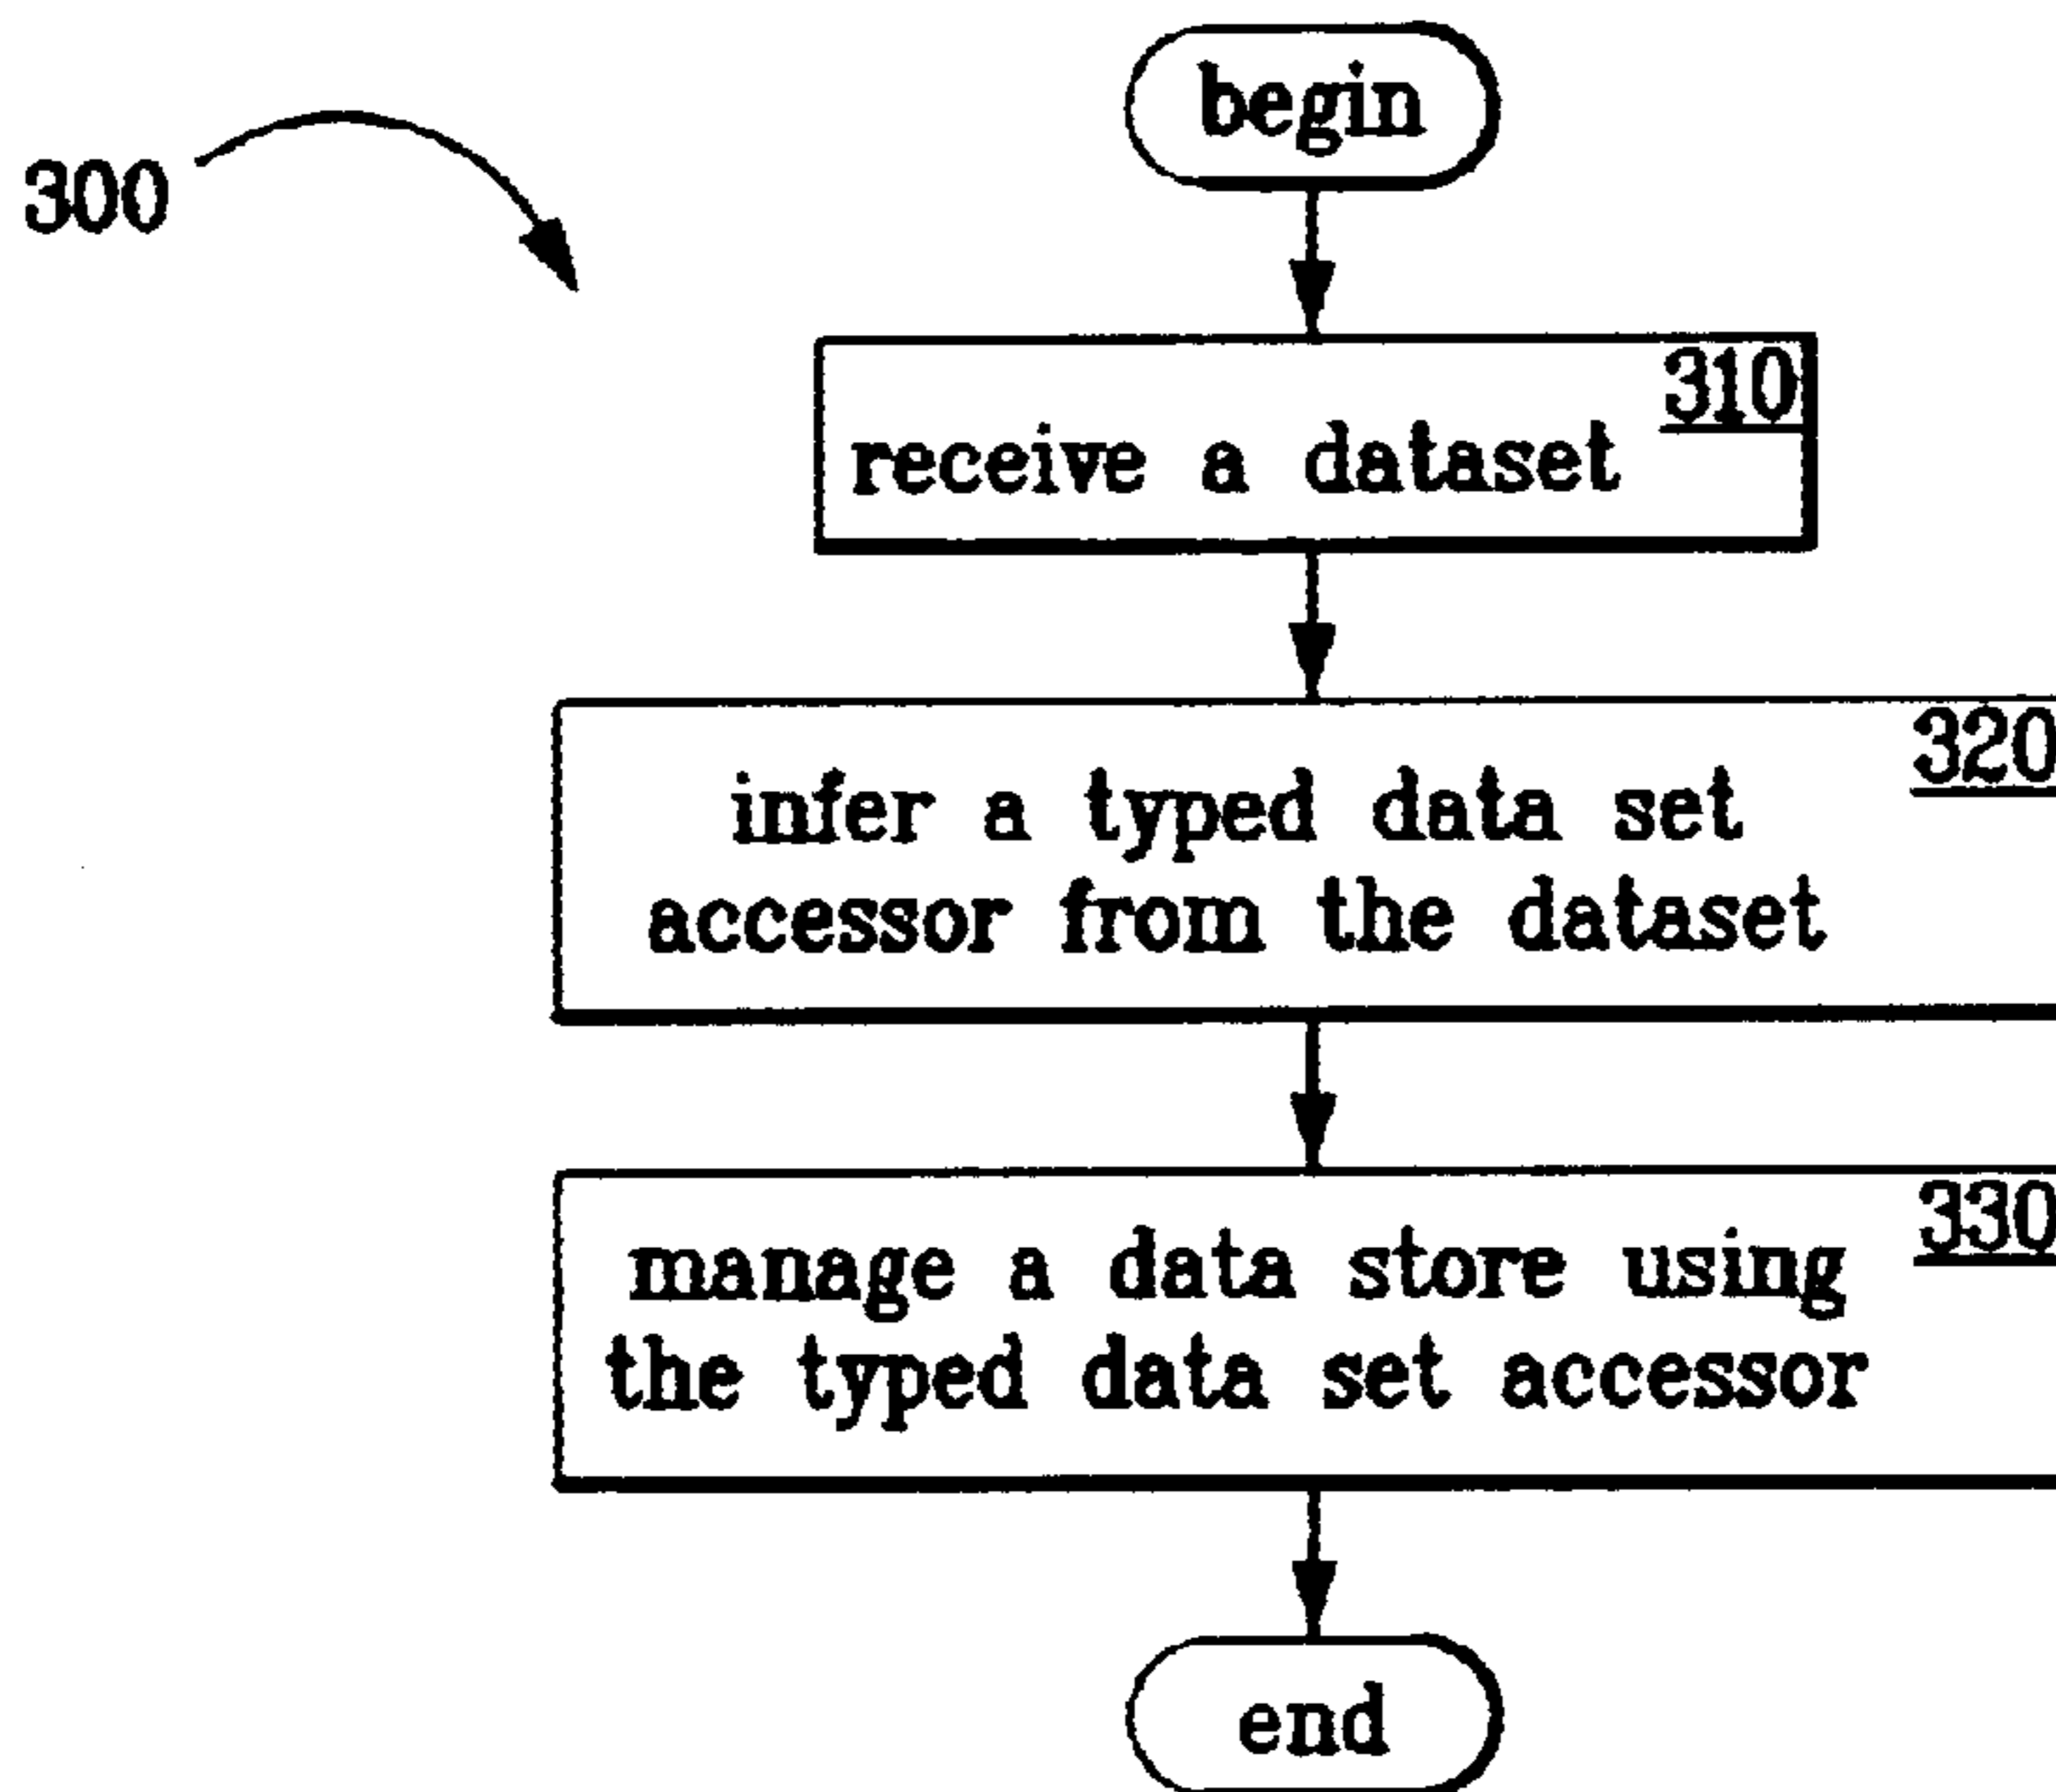 begin
300
310
receive a dataset
320
infer a typed data set
accessor from the dataset
330
manage a data store using
the typed data set accessor
end